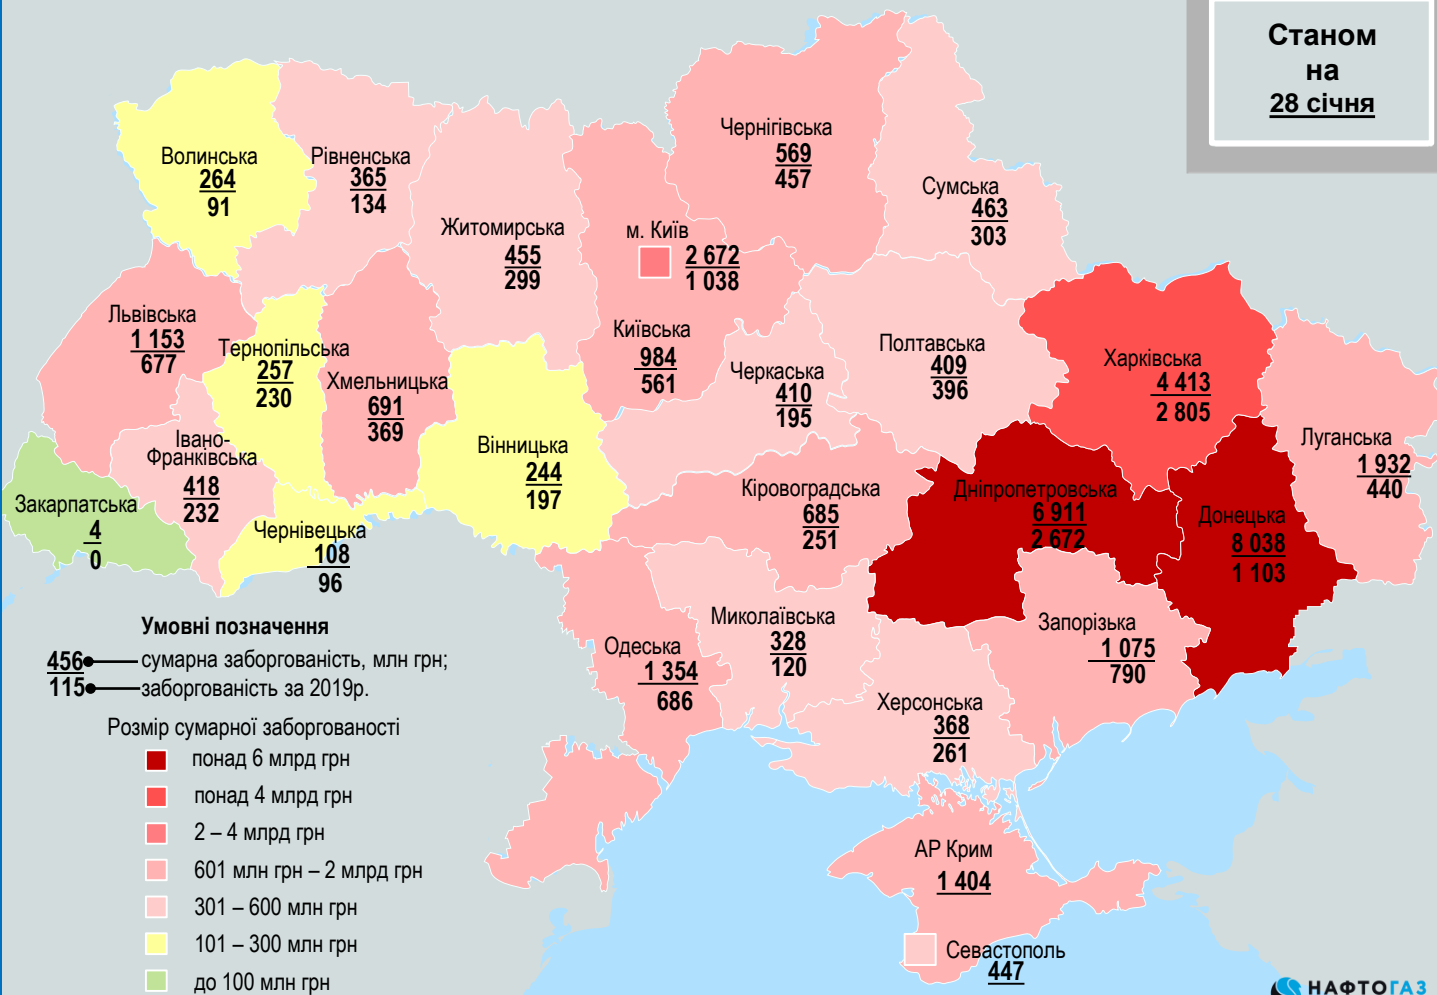 Станом
на
28 січня
Волинська
264
91
Рівненська
365
134
Житомирська
455
299
м. Київ
2 672
1 038
Київська
984
561
Чернігівська
569
457
Сумська
463
303
Львівська
1 153
677
Тернопільська
257
230
Хмельницька
691
369
Вінницька
244
197
Черкаська
410
195
Полтавська
409
396
Харківська
4 413
2 805
Луганська
1 932
440
Івано-
Франківська
418
232
Закарпатська
4
0
Чернівецька
108
96
Кіровоградська
685
251
Дніпропетровська
6 911
2 672
Донецька
8 038
1 103
Одеська
1 354
686
Миколаївська
328
120
Запорізька
1 075
790
Херсонська
368
261
АР Крим
1 404
Севастополь
447
Умовні позначення
456 сумарна заборгованість, млн грн;
115 заборгованість за 2019р.
Розмір сумарної заборгованості
понад 6 млрд грн
понад 4 млрд грн
2 – 4 млрд грн
601 млн грн – 2 млрд грн
301 – 600 млн грн
101 – 300 млн грн
до 100 млн грн
НАФТОГАЗ